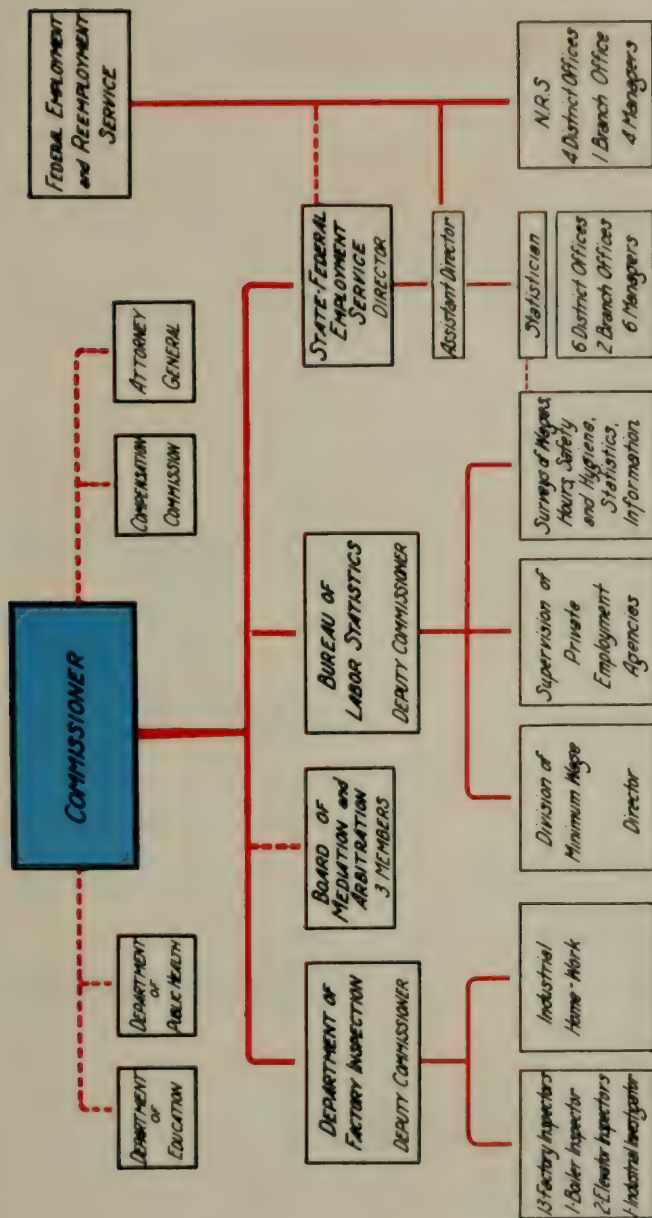 COMMISSIONER
DEPARTMENT
OF
EDUCATION
DEPARTMENT
OF
PUBLIC HEALTH
COMPENSATION
COMMISSION
ATTORNEY
GENERAL
FEDERAL EMPLOYMENT
and REEMPLOYMENT
SERVICE
DEPARTMENT OF
FACTORY INSPECTION
DEPUTY COMMISSIONER
BOARD OF
MEDIATION and
ARBITRATION
3 MEMBERS
BUREAU OF
LABOR STATISTICS
DEPUTY COMMISSIONER
STATE-FEDERAL
EMPLOYMENT
SERVICE
DIRECTOR
Assistant Director
13-Factory Inspectors
1-Boiler Inspector
2-Elevator Inspectors
1-Industrial Investigator
Industrial
Home-Work
Division of
Minimum Wage
Director
Supervision of
Private
Employment
Agencies
Surveys of Wages,
Hours, Safety
and Hygiene,
Statistics,
Information
Statistician
6 District Offices
2 Branch Offices
6 Managers
N.R.S
4 District Offices
1 Branch Office
4 Managers